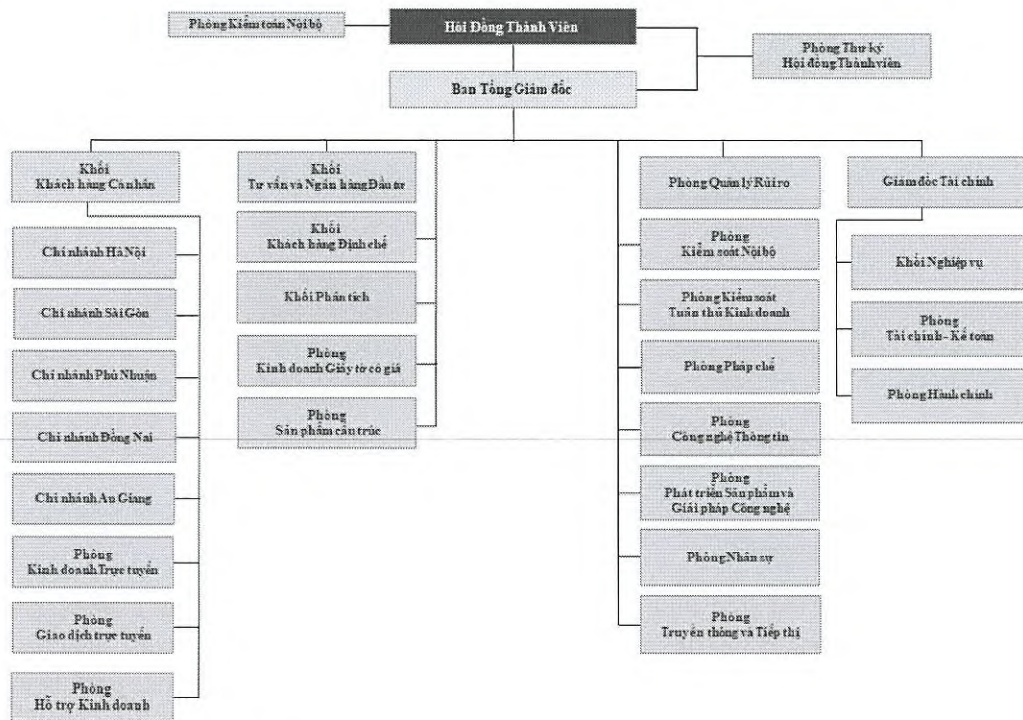 Phòng Kiểm toán Nội bộ
Hội Đồng Thành Viên
Phòng Thư ký
Hội đồng Thành viên
Ban Tổng Giám đốc
Khối
Khách hàng Cá nhân
Chi nhánh Hà Nội
Chi nhánh Sài Gòn
Chi nhánh Phú Nhuận
Chi nhánh Đồng Nai
Chi nhánh An Giang
Phòng
Kinh doanh Trực tuyến
Phòng
Giao dịch trực tuyến
Phòng
Hỗ trợ Kinh doanh
Khối
Tư vấn và Ngân hàng Đầu tư
Khối
Khách hàng Định chế
Khối Phân tích
Phòng
Kinh doanh Giấy tờ có giá
Phòng
Sản phẩm cấu trúc
Phòng Quản lý Rủi ro
Phòng
Kiểm soát Nội bộ
Phòng Kiểm soát
Tuân thủ Kinh doanh
Phòng Pháp chế
Phòng
Công nghệ Thông tin
Phòng
Phát triển Sản phẩm và
Giải pháp Công nghệ
Phòng Nhân sự
Phòng
Truyền thông và Tiếp thị
Giám đốc Tài chính
Khối Nghiệp vụ
Phòng
Tài chính - Kế toán
Phòng Hành chính